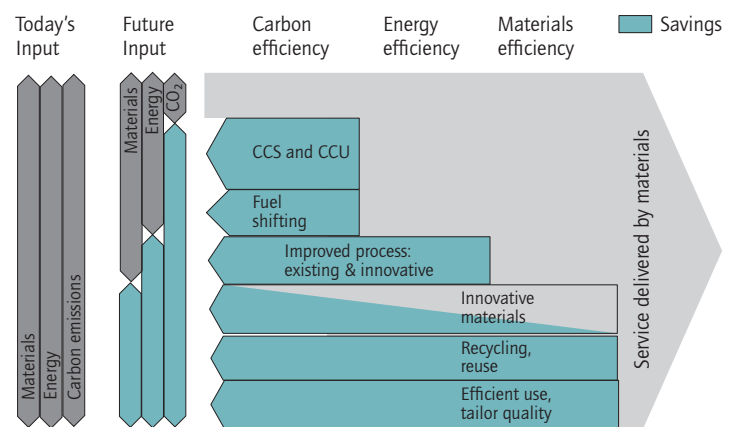 Today's
Input
Future
Input
Carbon
efficiency
Energy
efficiency
Materials
efficiency
Savings
Materials
Energy
Carbon emissions
Materials
Energy
CO₂
CCS and CCU
Fuel
shifting
Improved process:
existing & innovative
Innovative
materials
Recycling,
reuse
Efficient use,
tailor quality
Service delivered by materials